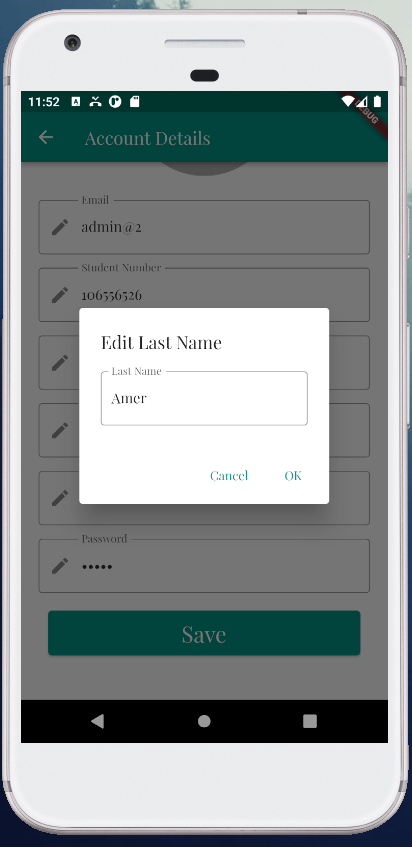 11:52
DEBUG
Account Details
Email
admin@2
Student Number
106556526
Edit Last Name
Last Name
Amer
Cancel
OK
Password
•••••
Save